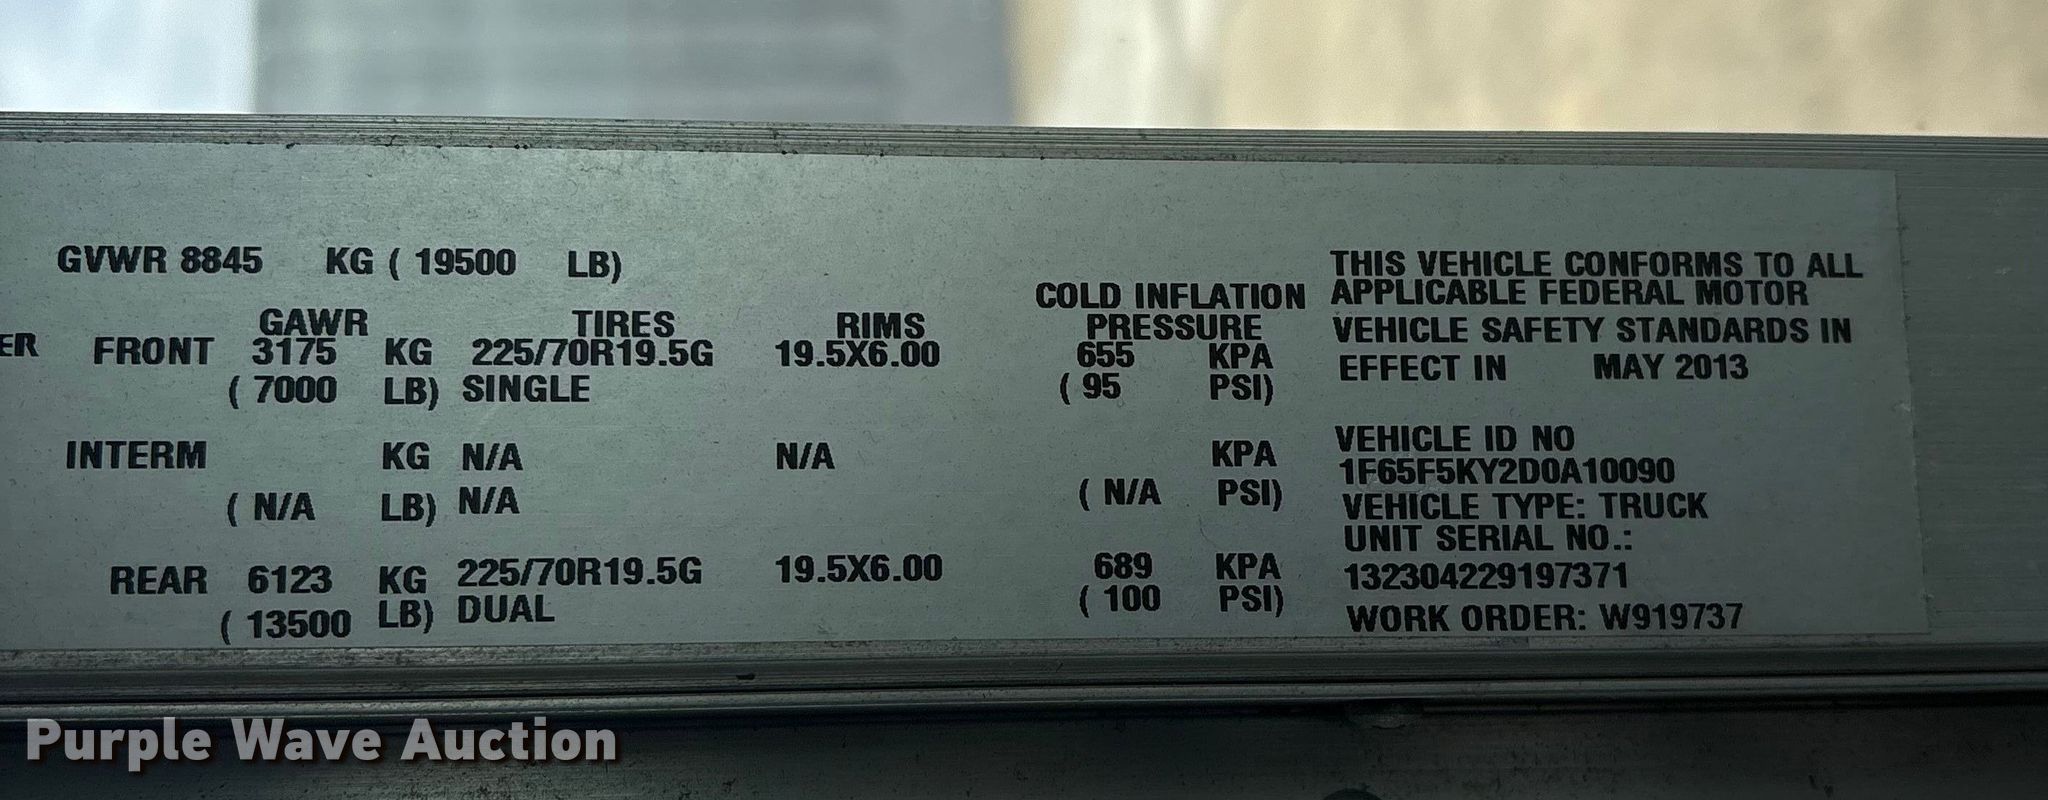 GVWR 8845 KG ( 19500 LB)
GAWR TIRES RIMS COLD INFLATION PRESSURE
ER FRONT 3175 KG 225/70R19.5G 19.5X6.00 655 KPA
( 7000 LB) SINGLE ( 95 PSI)
INTERM KG N/A N/A KPA
( N/A LB) N/A ( N/A PSI)
REAR 6123 KG 225/70R19.5G 19.5X6.00 689 KPA
( 13500 LB) DUAL ( 100 PSI)
THIS VEHICLE CONFORMS TO ALL
APPLICABLE FEDERAL MOTOR
VEHICLE SAFETY STANDARDS IN
EFFECT IN MAY 2013
VEHICLE ID NO
1F65F5KY2D0A10090
VEHICLE TYPE: TRUCK
UNIT SERIAL NO.:
132304229197371
WORK ORDER: W919737
Purple Wave Auction